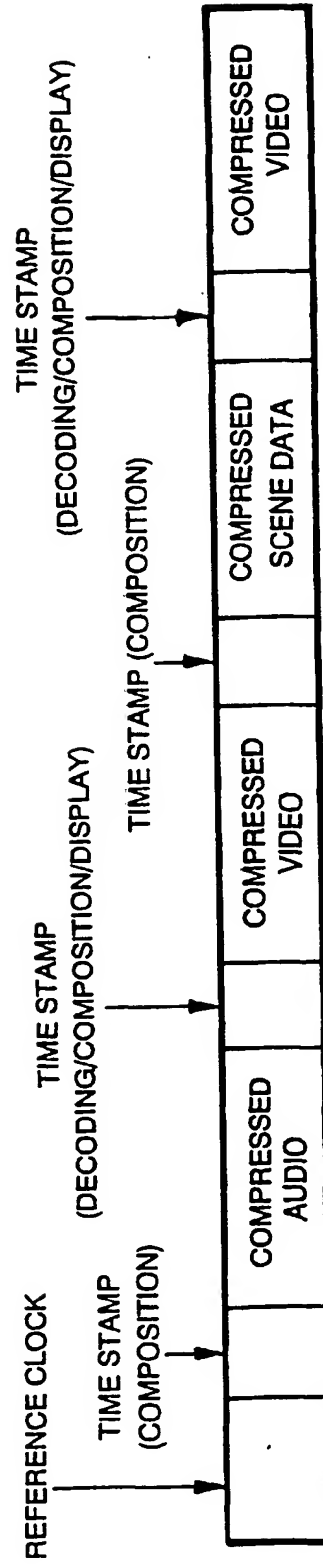 REFERENCE CLOCK
TIME STAMP
(COMPOSITION)
TIME STAMP
(DECODING/COMPOSITION/DISPLAY)
TIME STAMP (COMPOSITION)
TIME STAMP
(DECODING/COMPOSITION/DISPLAY)
COMPRESSED
AUDIO
COMPRESSED
VIDEO
COMPRESSED
SCENE DATA
COMPRESSED
VIDEO